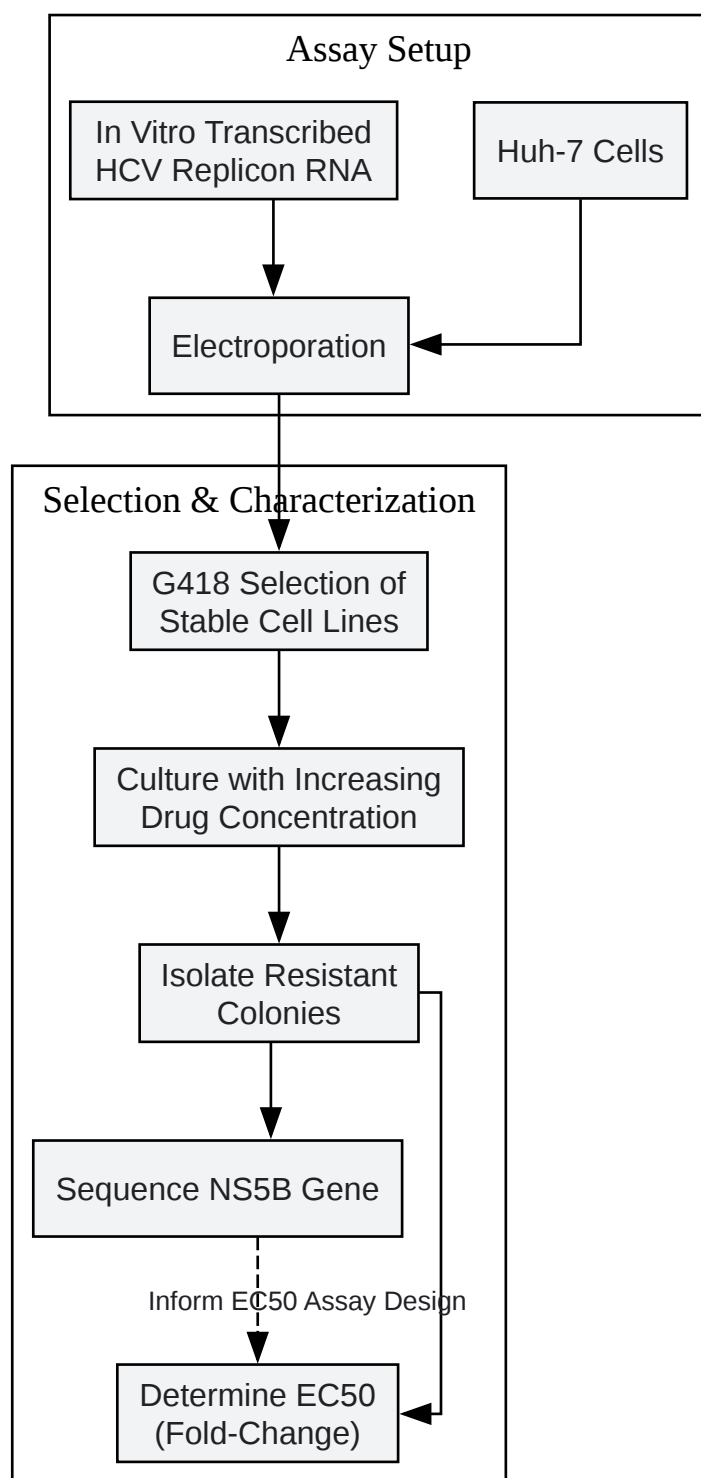 Assay Setup
In Vitro Transcribed
HCV Replicon RNA
Huh-7 Cells
Electroporation
Selection & Characterization
G418 Selection of
Stable Cell Lines
Culture with Increasing
Drug Concentration
Isolate Resistant
Colonies
Sequence NS5B Gene
Inform EC50 Assay Design
Determine EC50
(Fold-Change)